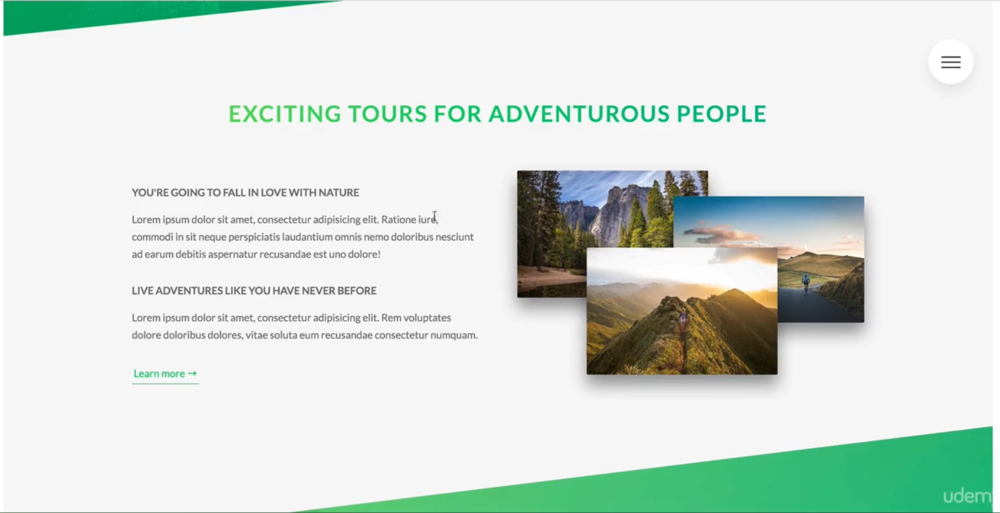 EXCITING TOURS FOR ADVENTUROUS PEOPLE
YOU'RE GOING TO FALL IN LOVE WITH NATURE
Lorem ipsum dolor sit amet, consectetur adipisicing elit. Ratione iure,
commodi in sit neque perspiciatis laudantium omnis nemo doloribus nesciunt
ad earum debitis aspernatur recusandae est uno dolore!
LIVE ADVENTURES LIKE YOU HAVE NEVER BEFORE
Lorem ipsum dolor sit amet, consectetur adipisicing elit. Rem voluptates
dolore doloribus dolores, vitae soluta eum recusandae consectetur numquam.
Learn more →
udemy